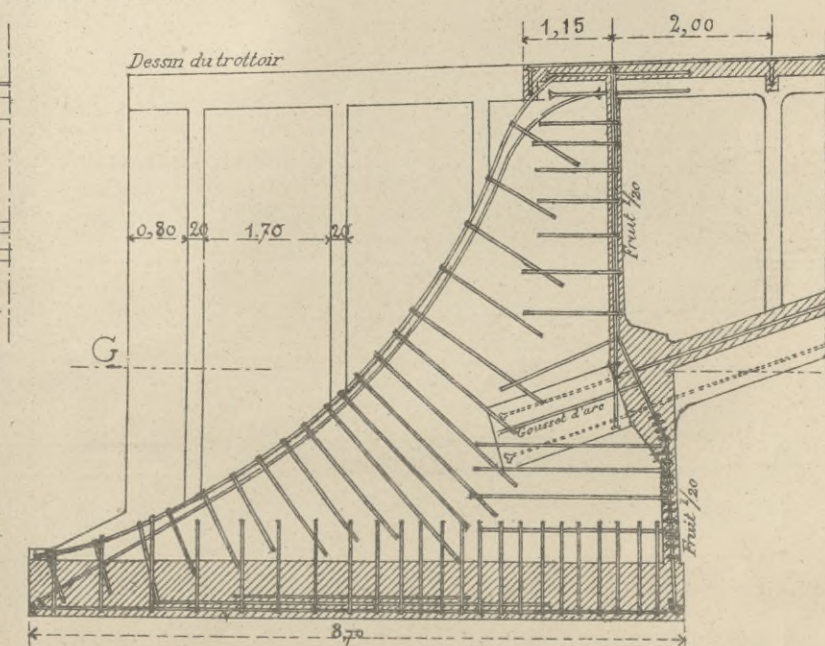 1,15
2,00
Dessin du trottoir
0,80
20
1.70
20
Fruit 1/20
G
Gousset d'arc
Fruit 1/20
8,70